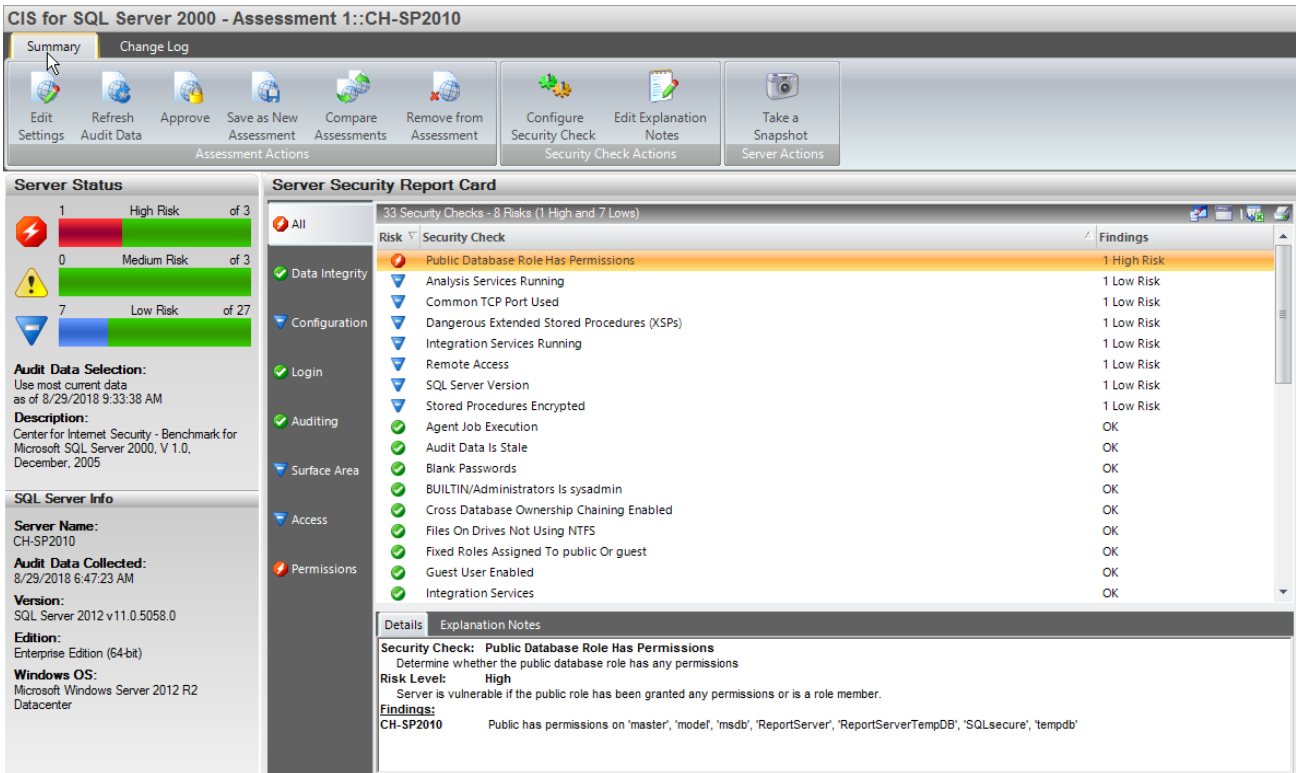 CIS for SQL Server 2000 - Assessment 1::CH-SP2010
Summary Change Log
Edit Settings
Refresh Audit Data
Approve
Save as New Assessment
Compare Assessments
Remove from Assessment
Assessment Actions
Configure Security Check
Edit Explanation Notes
Security Check Actions
Take a Snapshot
Server Actions
Server Status
1 High Risk of 3
0 Medium Risk of 3
7 Low Risk of 27
Audit Data Selection:
Use most current data
as of 8/29/2018 9:33:38 AM
Description:
Center for Internet Security - Benchmark for
Microsoft SQL Server 2000, V 1.0,
December, 2005
SQL Server Info
Server Name:
CH-SP2010
Audit Data Collected:
8/29/2018 6:47:23 AM
Version:
SQL Server 2012 v11.0.5058.0
Edition:
Enterprise Edition (64-bit)
Windows OS:
Microsoft Windows Server 2012 R2
Datacenter
Server Security Report Card
All
Data Integrity
Configuration
Login
Auditing
Surface Area
Access
Permissions
33 Security Checks - 8 Risks (1 High and 7 Lows)
Risk Security Check Findings
Public Database Role Has Permissions 1 High Risk
Analysis Services Running 1 Low Risk
Common TCP Port Used 1 Low Risk
Dangerous Extended Stored Procedures (XSPs) 1 Low Risk
Integration Services Running 1 Low Risk
Remote Access 1 Low Risk
SQL Server Version 1 Low Risk
Stored Procedures Encrypted 1 Low Risk
Agent Job Execution OK
Audit Data Is Stale OK
Blank Passwords OK
BUILTIN/Administrators Is sysadmin OK
Cross Database Ownership Chaining Enabled OK
Files On Drives Not Using NTFS OK
Fixed Roles Assigned To public Or guest OK
Guest User Enabled OK
Integration Services OK
Details Explanation Notes
Security Check: Public Database Role Has Permissions
Determine whether the public database role has any permissions
Risk Level: High
Server is vulnerable if the public role has been granted any permissions or is a role member.
Findings:
CH-SP2010 Public has permissions on 'master', 'model', 'msdb', 'ReportServer', 'ReportServerTempDB', 'SQLsecure', 'tempdb'